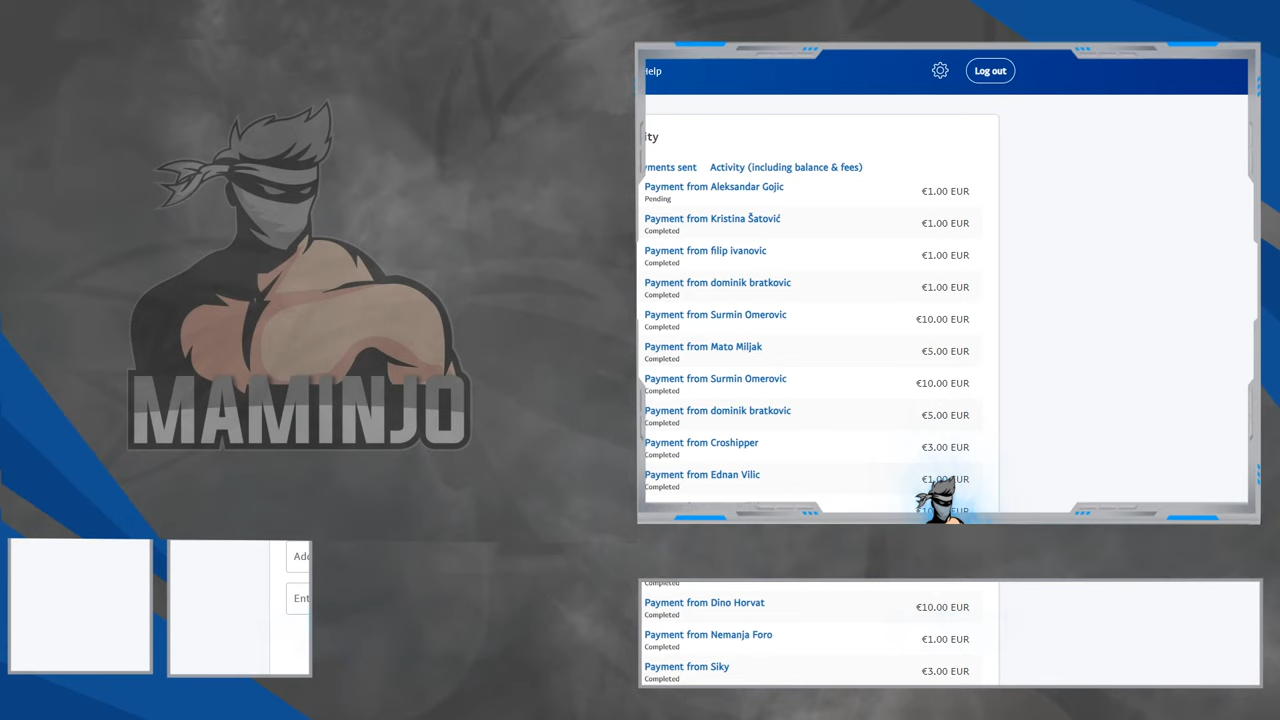 MAMINJO
Help
Log out
ity
yments sent Activity (including balance & fees)
Payment from Aleksandar Gojic €1.00 EUR
Pending
Payment from Kristina Šatović €1.00 EUR
Completed
Payment from filip ivanovic €1.00 EUR
Completed
Payment from dominik bratkovic €1.00 EUR
Completed
Payment from Surmin Omerovic €10.00 EUR
Completed
Payment from Mato Miljak €5.00 EUR
Completed
Payment from Surmin Omerovic €10.00 EUR
Completed
Payment from dominik bratkovic €5.00 EUR
Completed
Payment from Croshipper €3.00 EUR
Completed
Payment from Ednan Vilic
Completed
Add
Ent
Completed
Payment from Dino Horvat €10.00 EUR
Completed
Payment from Nemanja Foro €1.00 EUR
Completed
Payment from Siky €3.00 EUR
Completed